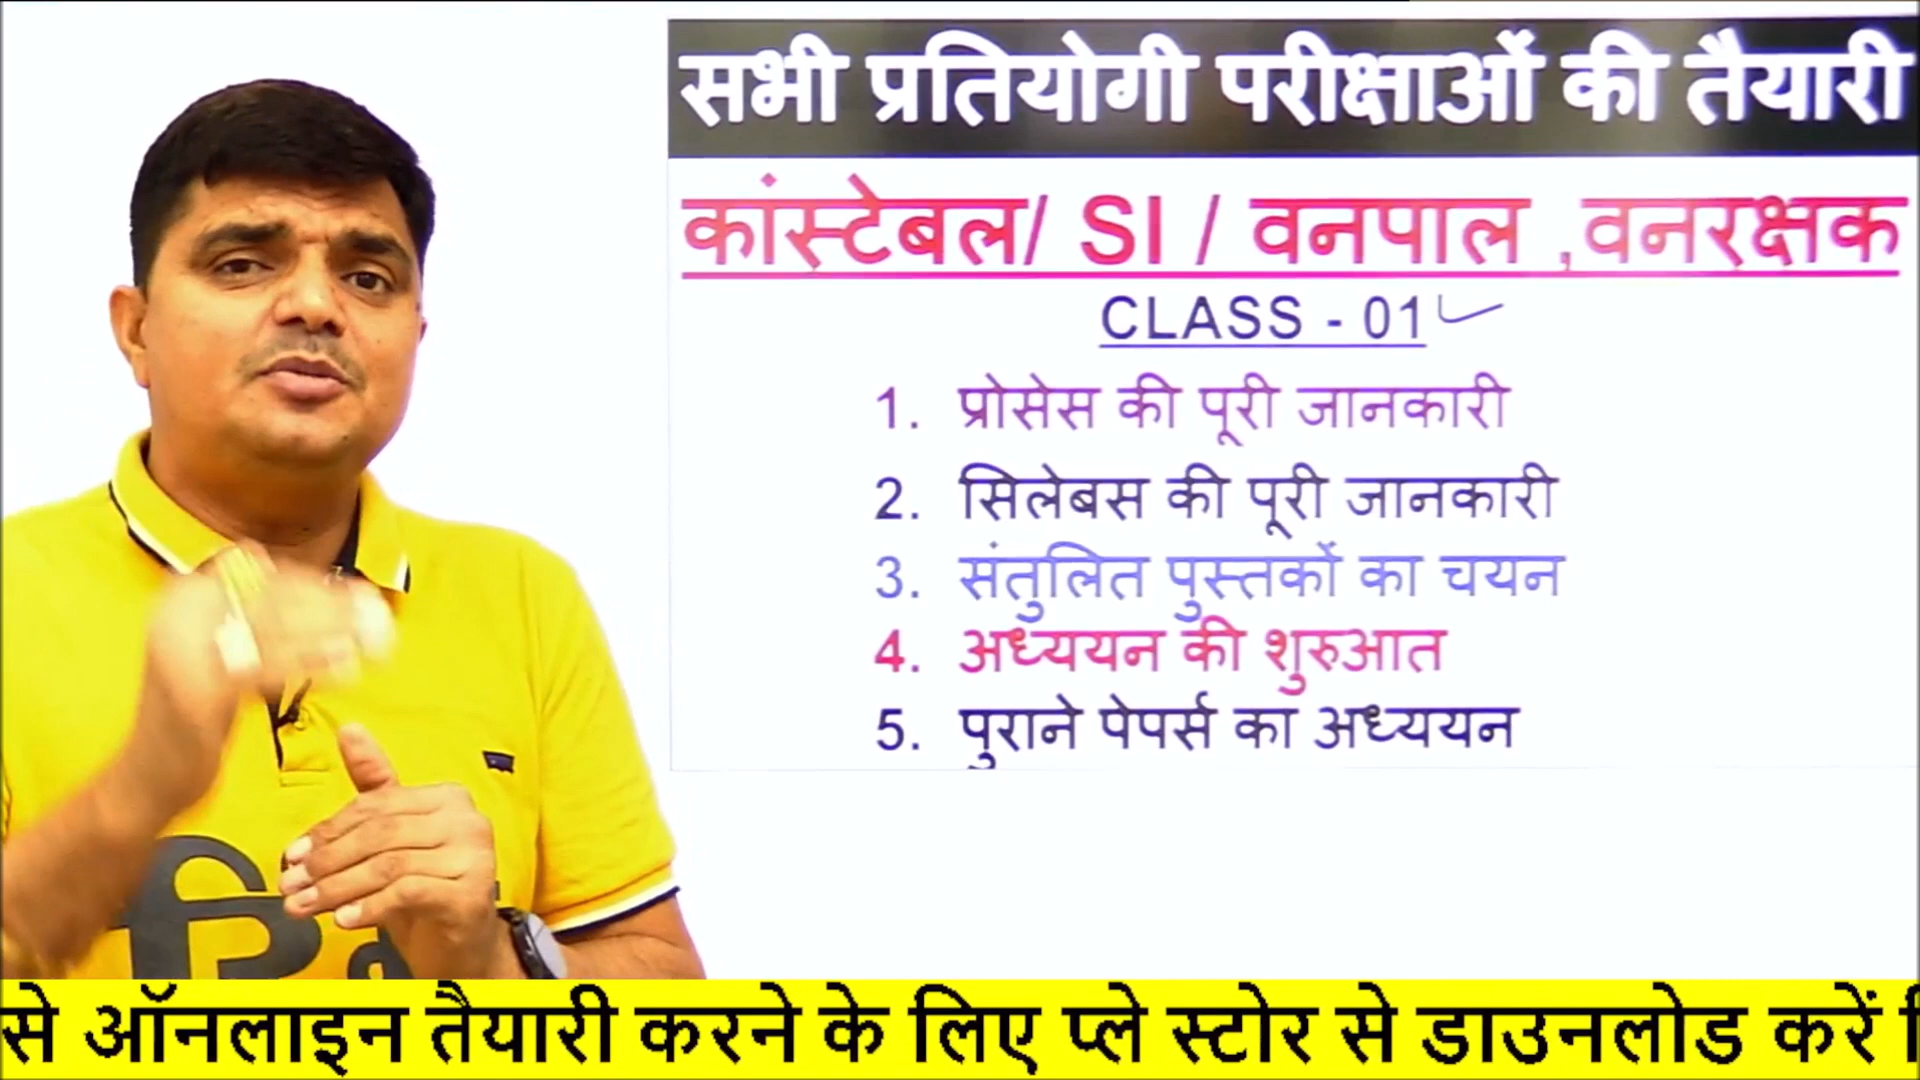 सभी प्रतियोगी परीक्षाओं की तैयारी
कांस्टेबल/ SI / वनपाल ,वनरक्षक
CLASS - 01
1. प्रोसेस की पूरी जानकारी
2. सिलेबस की पूरी जानकारी
3. संतुलित पुस्तकों का चयन
4. अध्ययन की शुरुआत
5. पुराने पेपर्स का अध्ययन
से ऑनलाइन तैयारी करने के लिए प्ले स्टोर से डाउनलोड करें